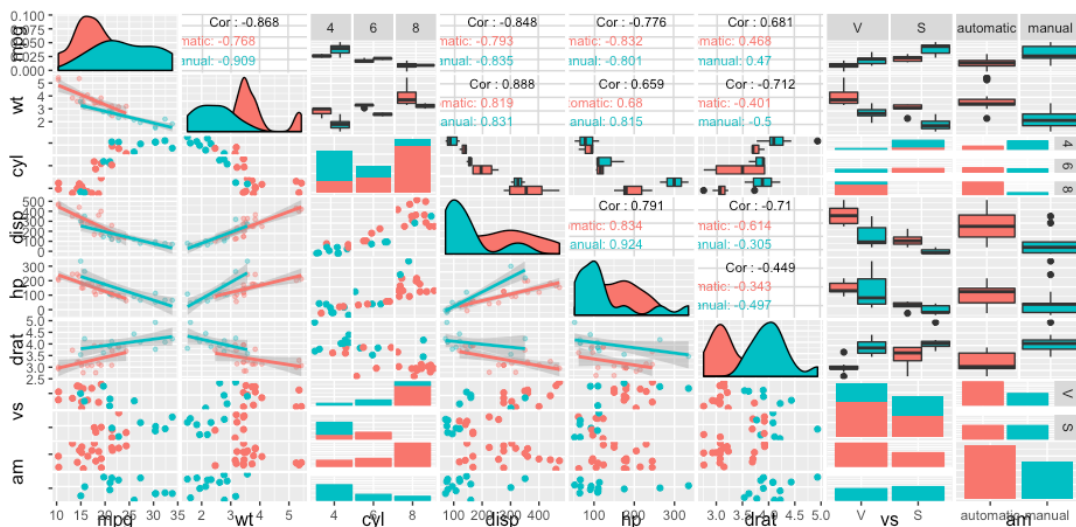 0.100
0.075
0.050
0.025
0.000
mpg
Cor : -0.868
matic: -0.768
anual: -0.909
4
6
8
Cor : -0.848
matic: -0.793
anual: -0.835
Cor : -0.776
matic: -0.832
anual: -0.801
0.681
matic: 0.468
anual: 0.47
V
S
automatic
manual
5
4
3
2
wt
Cor : 0.888
omatic: 0.819
manual: 0.831
Cor : 0.659
tomatic: 0.68
manual: 0.815
Cor : -0.712
matic: -0.401
manual: -0.5
cyl
4
6
8
500
400
300
200
100
0
disp
Cor : 0.791
omatic: 0.834
anual: 0.924
Cor : -0.71
matic: -0.614
anual: -0.305
300
200
100
0
hp
Cor : -0.449
matic: -0.343
anual: -0.497
5.0
4.5
4.0
3.5
3.0
2.5
drat
vs
V
S
am
10 15 20 25 30 35
2 3 4 5
4 6 8
100 200 300 400
100 200 300
3.0 3.5 4.0 4.5 5.0
V S
automatic manual
mpg wt cyl disp hp drat vs am